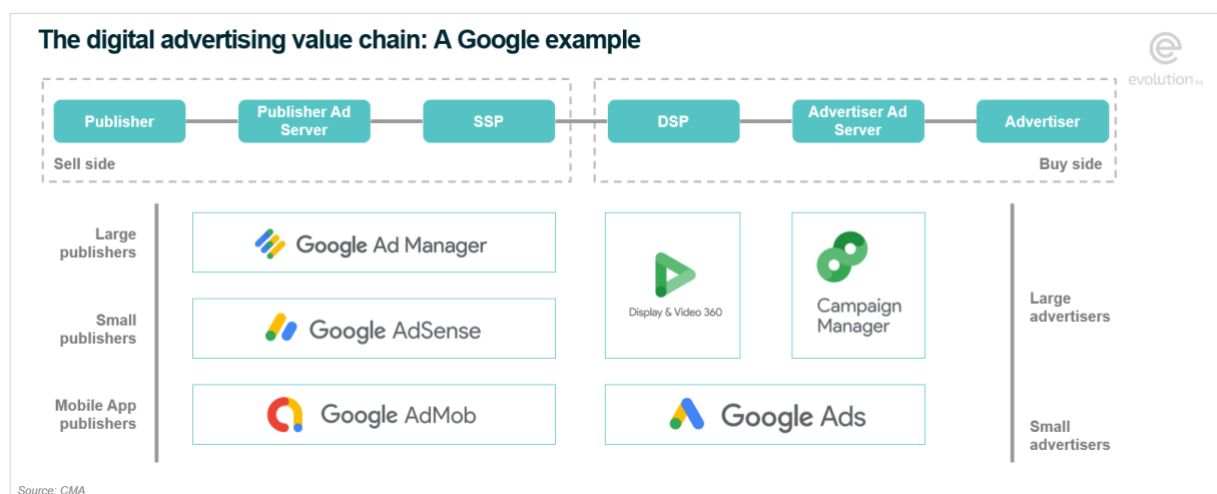 The digital advertising value chain: A Google example
evolution
Publisher
Publisher Ad
Server
SSP
DSP
Advertiser Ad
Server
Advertiser
Sell side
Buy side
Large
publishers
Google Ad Manager
Display & Video 360
Campaign
Manager
Large
advertisers
Small
publishers
Google AdSense
Mobile App
publishers
Google AdMob
Google Ads
Small
advertisers
Source: CMA